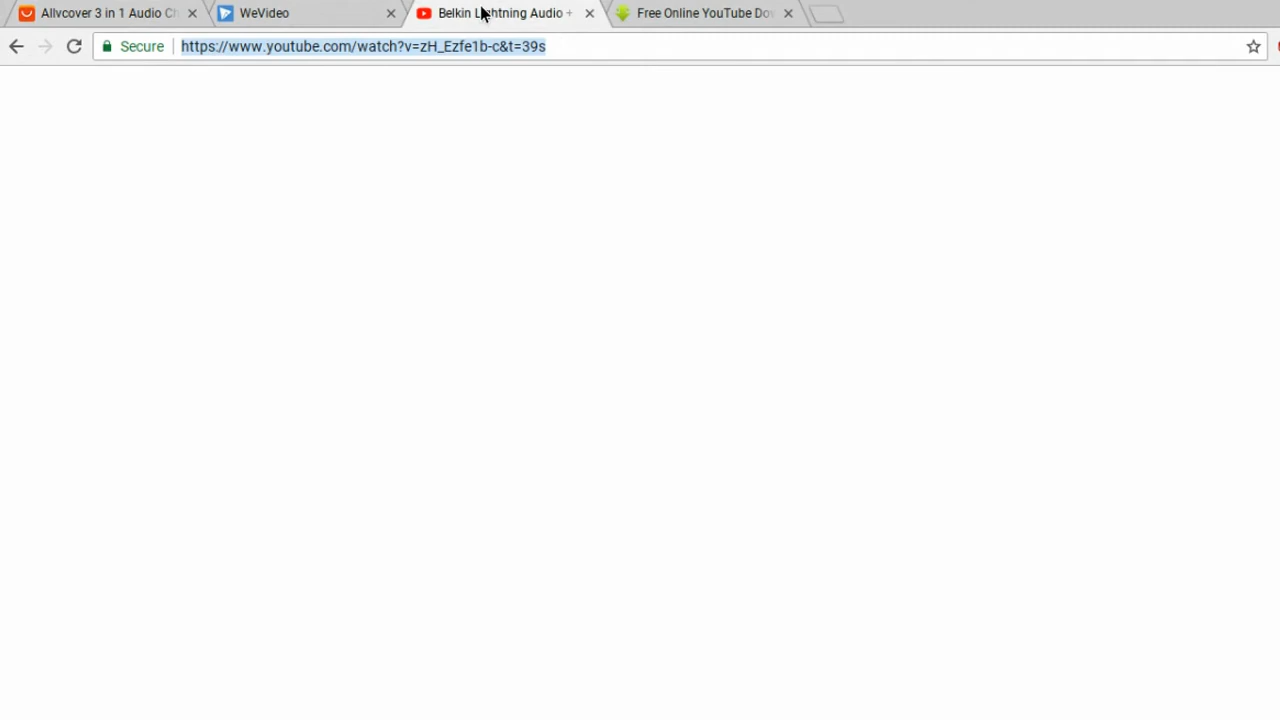 Allvcover 3 in 1 Audio Ch
WeVideo
Belkin Lightning Audio +
Free Online YouTube Dow
Secure
https://www.youtube.com/watch?v=zH_Ezfe1b-c&t=39s